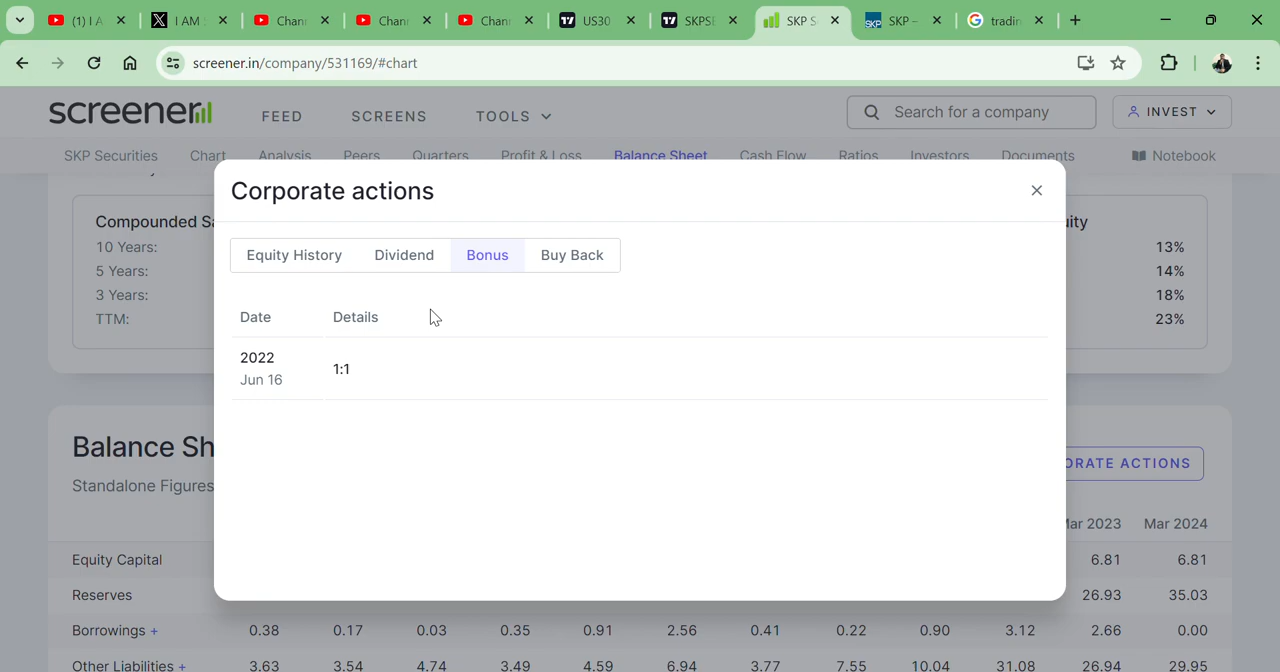 (1) I A
I AM
Chan
Chan
Chan
US30
SKPSE
SKP S
SKP
SKP –
tradin
screener.in/company/531169/#chart
screener
FEED
SCREENS
TOOLS
Search for a company
INVEST
SKP Securities
Chart
Analysis
Peers
Quarters
Profit & Loss
Balance Sheet
Cash Flow
Ratios
Investors
Documents
Notebook
Corporate actions
Equity History
Dividend
Bonus
Buy Back
Date
Details
2022
Jun 16
1:1
Compounded Sa
10 Years:
5 Years:
3 Years:
TTM:
uity
13%
14%
18%
23%
Balance Sh
Standalone Figures
ORATE ACTIONS
Mar 2023 Mar 2024
Equity Capital 6.81 6.81
Reserves 26.93 35.03
Borrowings + 0.38 0.17 0.03 0.35 0.91 2.56 0.41 0.22 0.90 3.12 2.66 0.00
Other Liabilities + 3.63 3.54 4.74 3.49 4.59 6.94 3.77 7.55 10.04 31.08 26.94 29.95